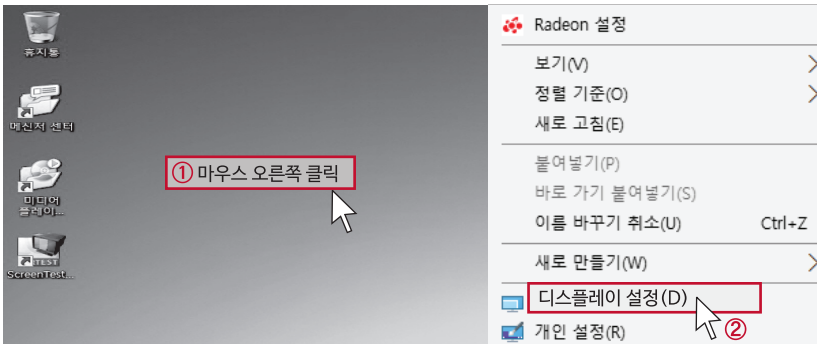 휴지통
메신저 센터
미디어
플레이...
TEST
ScreenTest...
① 마우스 오른쪽 클릭
Radeon 설정
보기(V)
정렬 기준(O)
새로 고침(E)
붙여넣기(P)
바로 가기 붙여넣기(S)
이름 바꾸기 취소(U) Ctrl+Z
새로 만들기(W)
디스플레이 설정(D)
②
개인 설정(R)